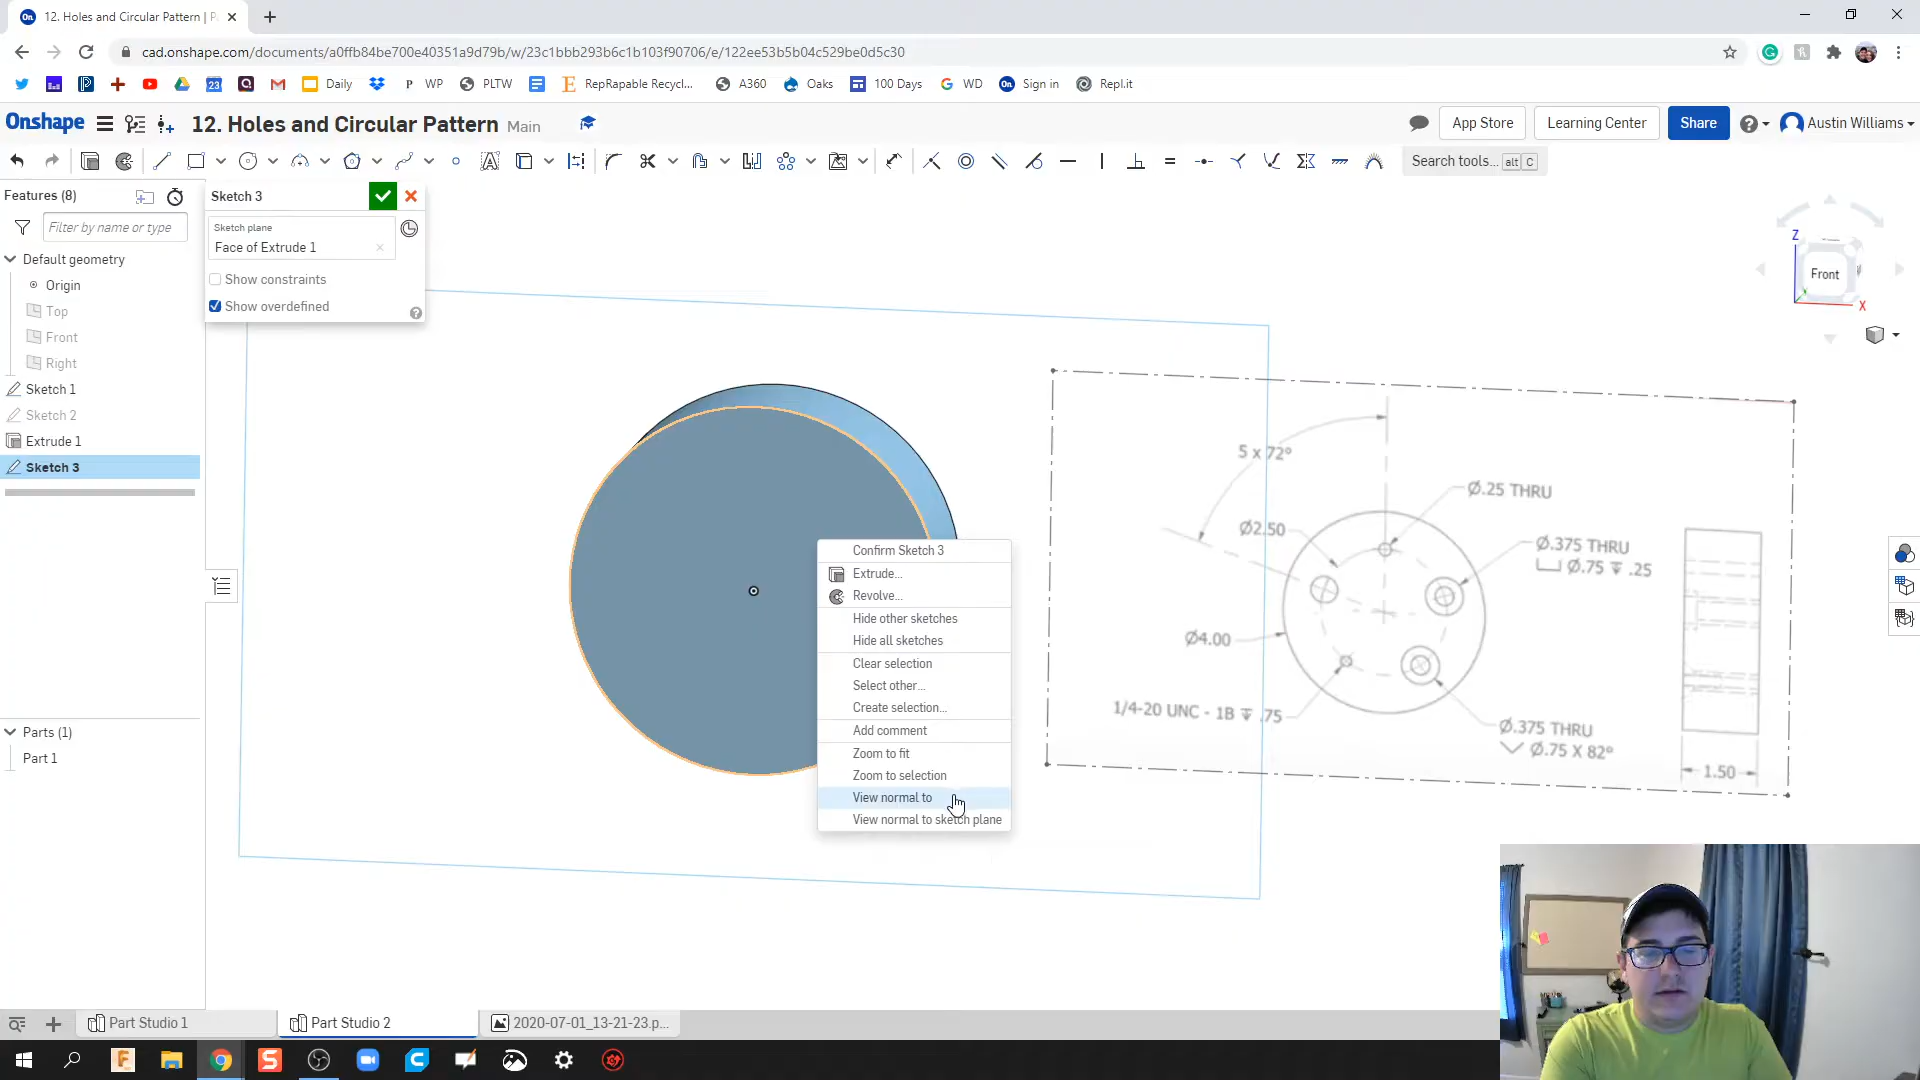 12. Holes and Circular Pattern | P
cad.onshape.com/documents/a0ffb84be700e40351a9d79b/w/23c1bbb293b6c1b103f90706/e/122ee53b5b04c529be0d5c30
Daily
WP
PLTW
RepRapable Recycl...
A360
Oaks
100 Days
WD
Sign in
Repl.it
Onshape
12. Holes and Circular Pattern Main
App Store
Learning Center
Share
Austin Williams
Search tools... alt C
Features (8)
Filter by name or type
Default geometry
Origin
Top
Front
Right
Sketch 1
Sketch 2
Extrude 1
Sketch 3
Parts (1)
Part 1
Sketch 3
Sketch plane
Face of Extrude 1
Show constraints
Show overdefined
Confirm Sketch 3
Extrude...
Revolve...
Hide other sketches
Hide all sketches
Clear selection
Select other...
Create selection...
Add comment
Zoom to fit
Zoom to selection
View normal to
View normal to sketch plane
5 x 72°
Ø.25 THRU
Ø2.50
Ø.375 THRU
⌴ Ø.75 ↧ .25
Ø4.00
1/4-20 UNC - 1B ↧ .75
Ø.375 THRU
⌵ Ø.75 X 82°
1.50
Z
Front
X
Part Studio 1
Part Studio 2
2020-07-01_13-21-23.p...